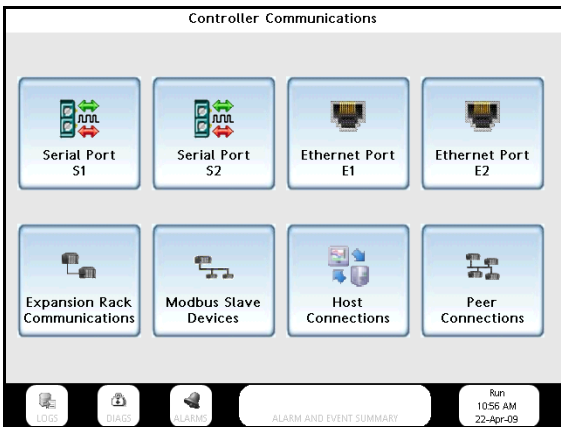 Controller Communications
Serial Port
S1
Serial Port
S2
Ethernet Port
E1
Ethernet Port
E2
Expansion Rack
Communications
Modbus Slave
Devices
Host
Connections
Peer
Connections
LOGS
DIAGS
ALARMS
ALARM AND EVENT SUMMARY
Run
10:56 AM
22-Apr-09